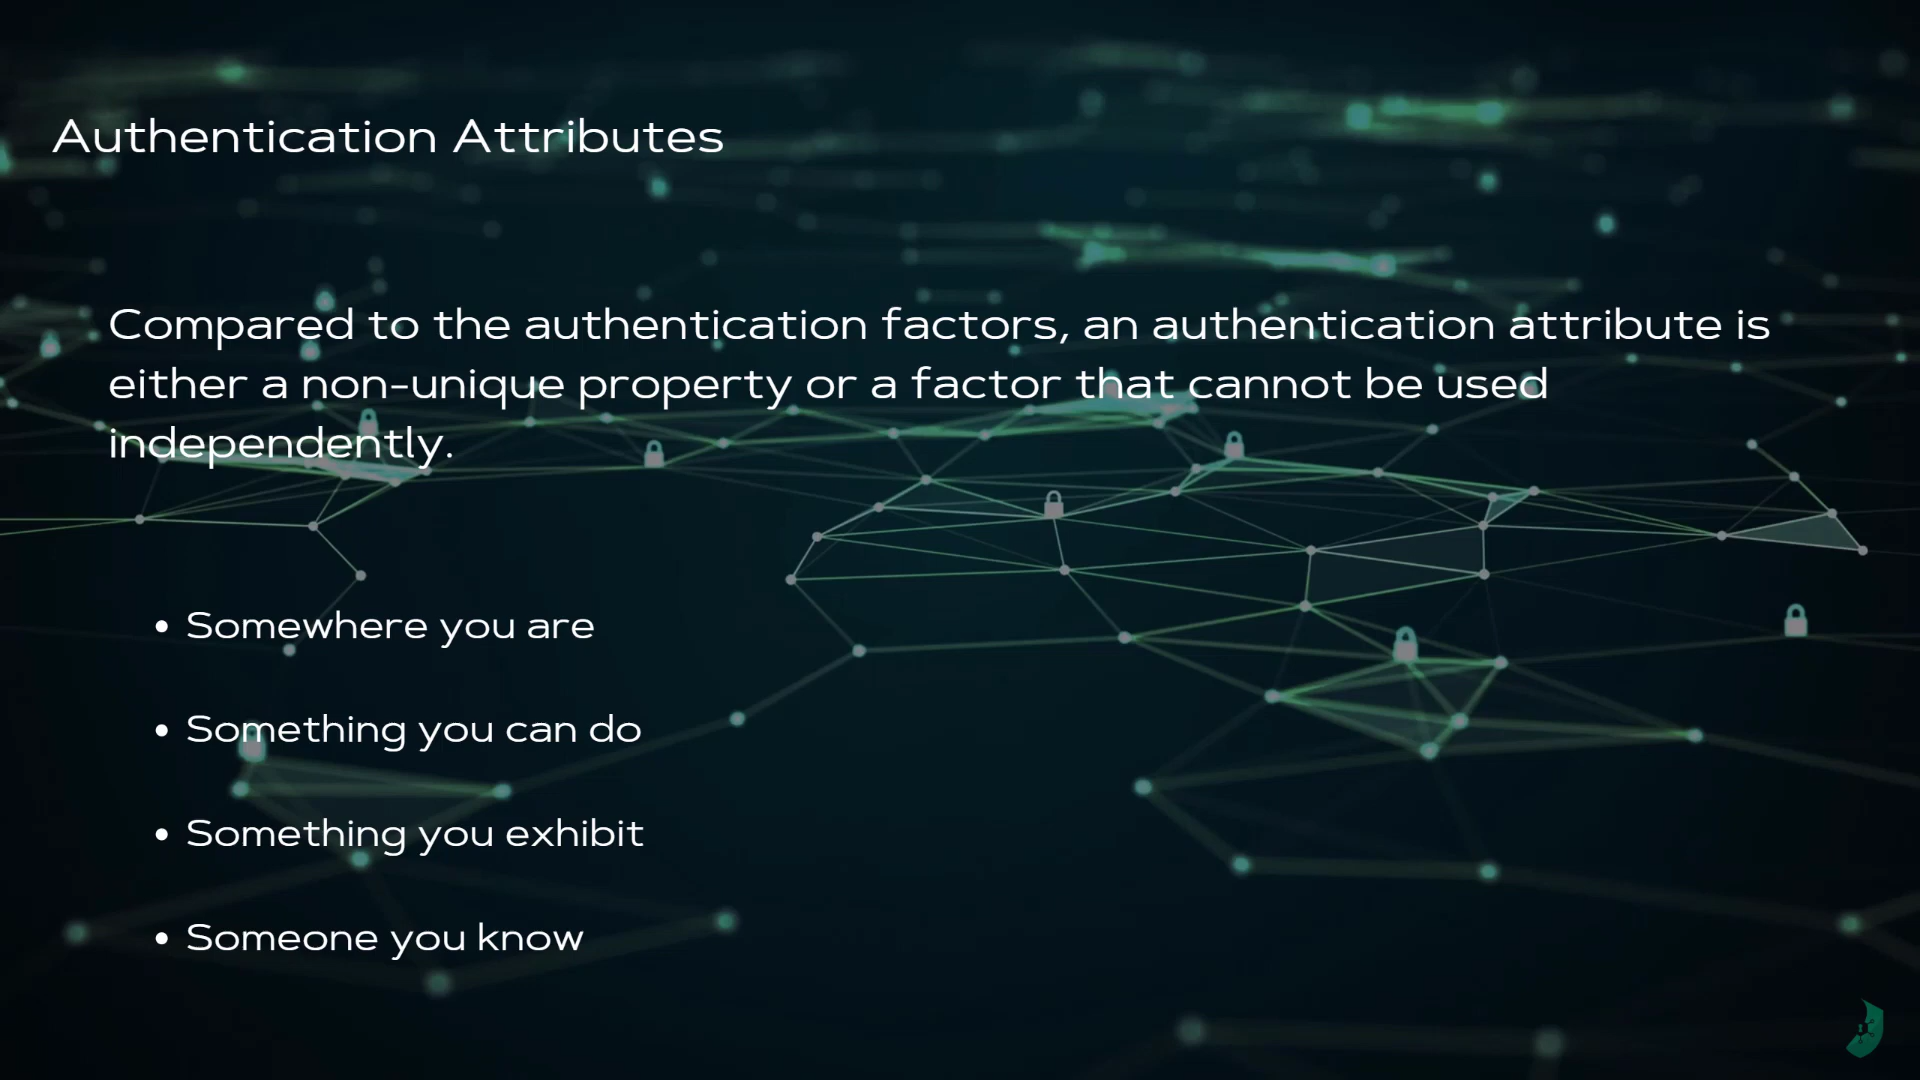 Authentication Attributes
Compared to the authentication factors, an authentication attribute is
either a non-unique property or a factor that cannot be used
independently.
• Somewhere you are
• Something you can do
• Something you exhibit
• Someone you know